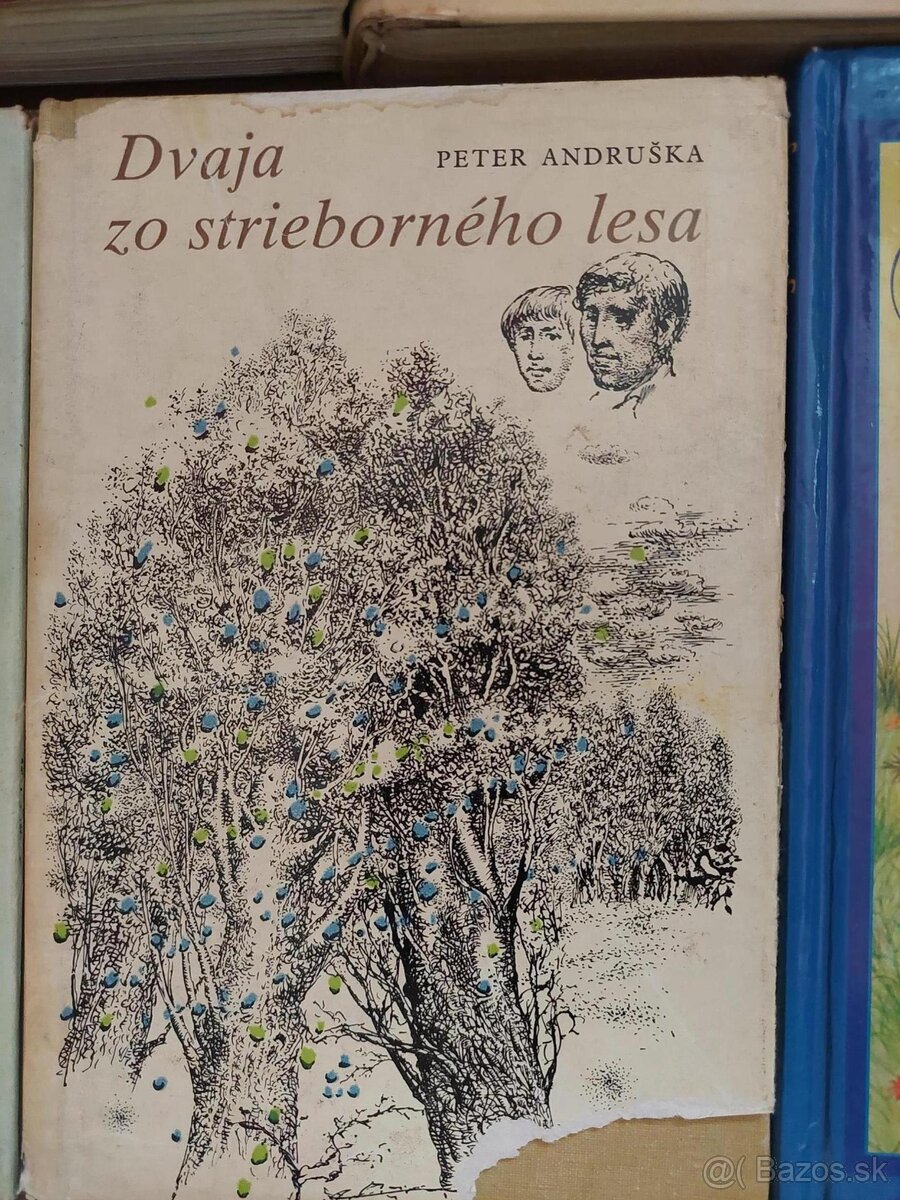 Dvaja
PETER ANDRUŠKA
zo strieborného lesa
@( Bazos.sk